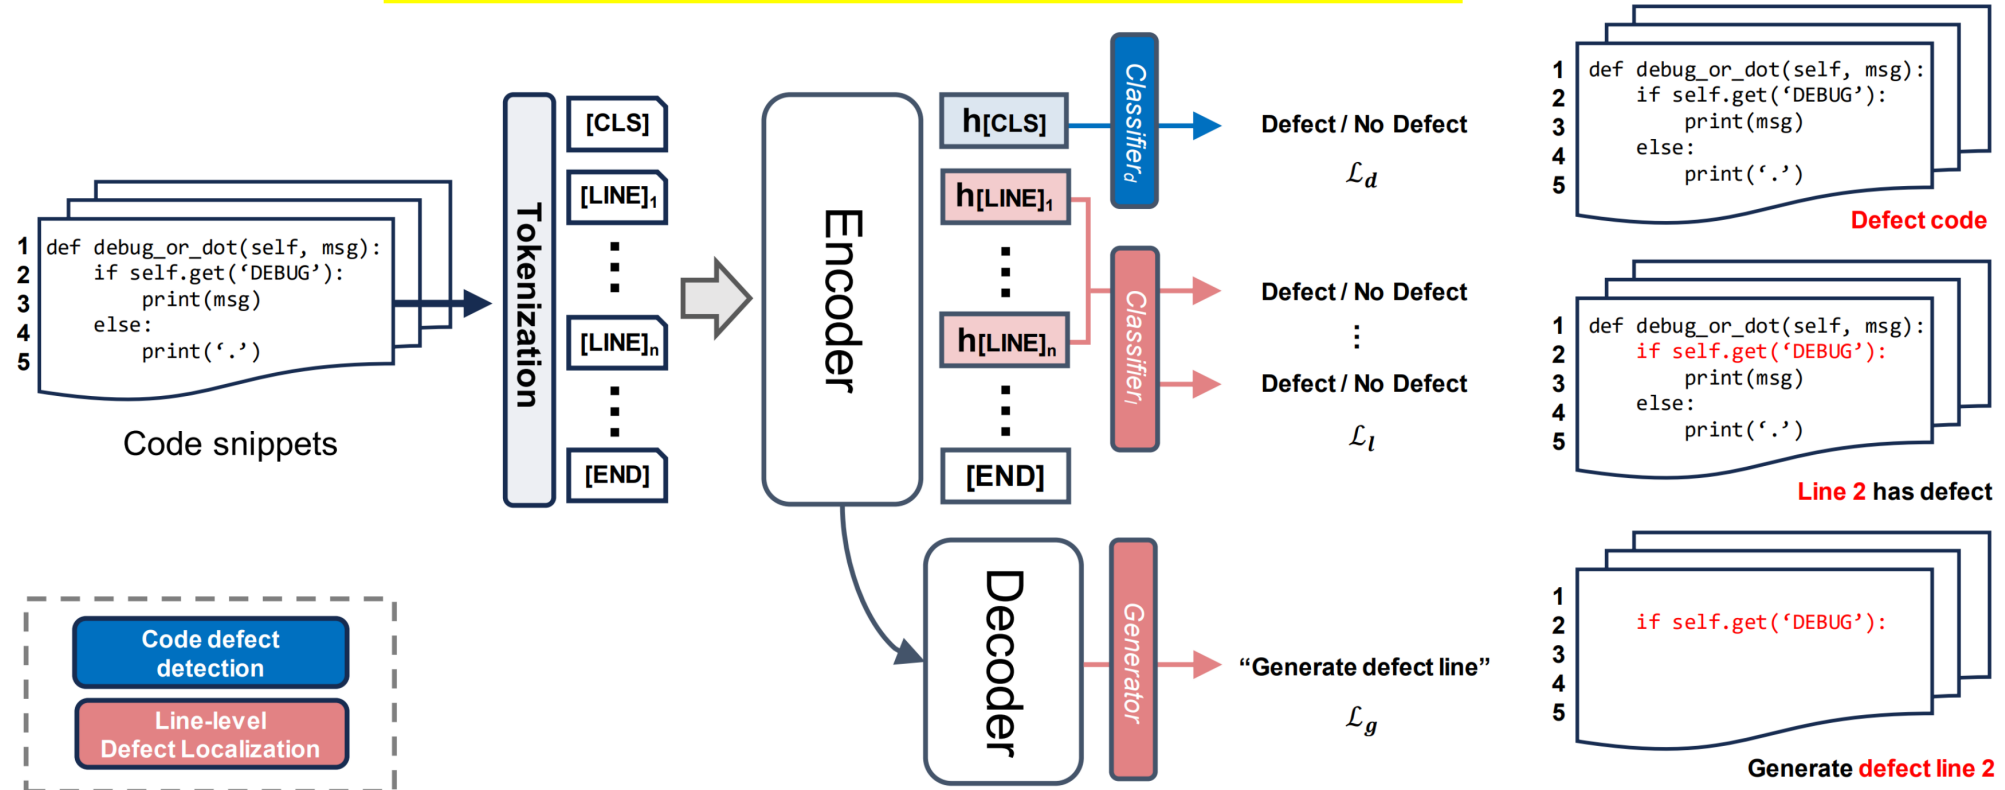 1 def debug_or_dot(self, msg):
2 if self.get(‘DEBUG’):
3 print(msg)
4 else:
5 print(‘.’)
Code snippets
Tokenization
[CLS]
[LINE]1
[LINE]n
[END]
Encoder
h[CLS]
h[LINE]1
h[LINE]n
[END]
Classifierd
Defect / No Defect
ℒd
Classifierl
Defect / No Defect
Defect / No Defect
ℒl
Decoder
Generator
“Generate defect line”
ℒg
1 def debug_or_dot(self, msg):
2 if self.get(‘DEBUG’):
3 print(msg)
4 else:
5 print(‘.’)
Defect code
1 def debug_or_dot(self, msg):
2 if self.get(‘DEBUG’):
3 print(msg)
4 else:
5 print(‘.’)
Line 2 has defect
1
2 if self.get(‘DEBUG’):
3
4
5
Generate defect line 2
Code defect
detection
Line-level
Defect Localization